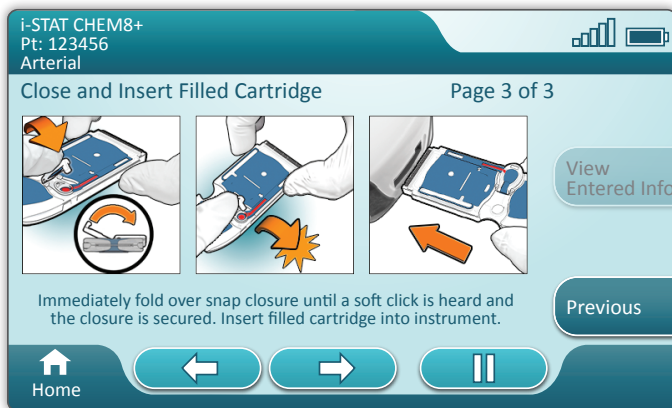 i-STAT CHEM8+
Pt: 123456
Arterial
Close and Insert Filled Cartridge
Page 3 of 3
View
Entered Info
Immediately fold over snap closure until a soft click is heard and
the closure is secured. Insert filled cartridge into instrument.
Previous
Home